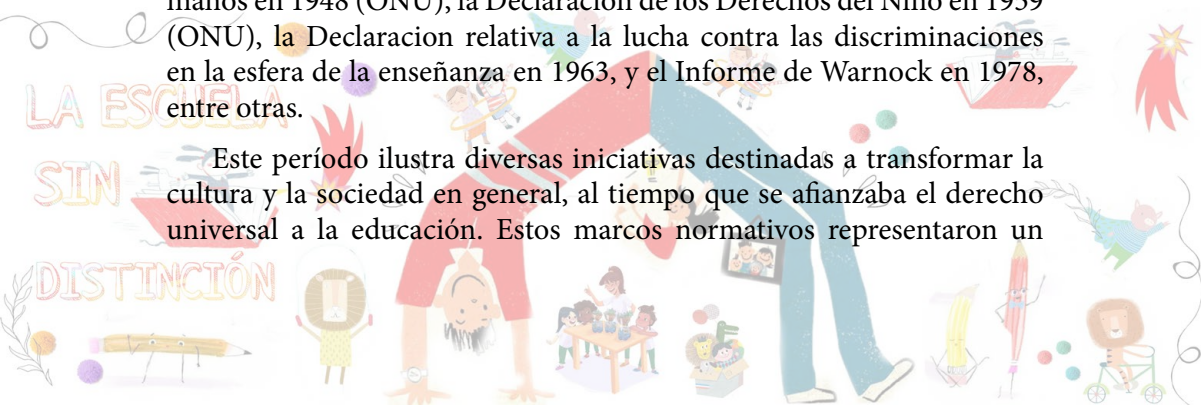 manos en 1948 (ONU), la Declaración de los Derechos del Niño en 1959
(ONU), la Declaracion relativa a la lucha contra las discriminaciones
en la esfera de la enseñanza en 1963, y el Informe de Warnock en 1978,
entre otras.
Este período ilustra diversas iniciativas destinadas a transformar la
cultura y la sociedad en general, al tiempo que se afianzaba el derecho
universal a la educación. Estos marcos normativos representaron un
LA ESCUELA
SIN
DISTINCIÓN